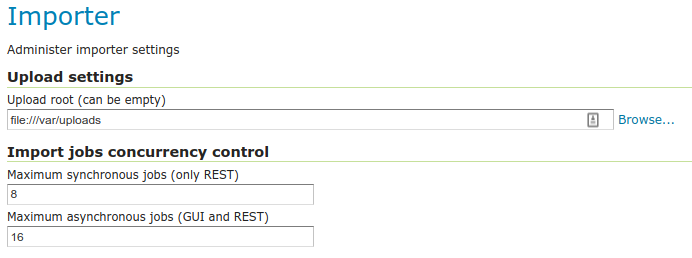 Importer
Administer importer settings
Upload settings
Upload root (can be empty)
file:///var/uploads
Browse...
Import jobs concurrency control
Maximum synchronous jobs (only REST)
8
Maximum asynchronous jobs (GUI and REST)
16